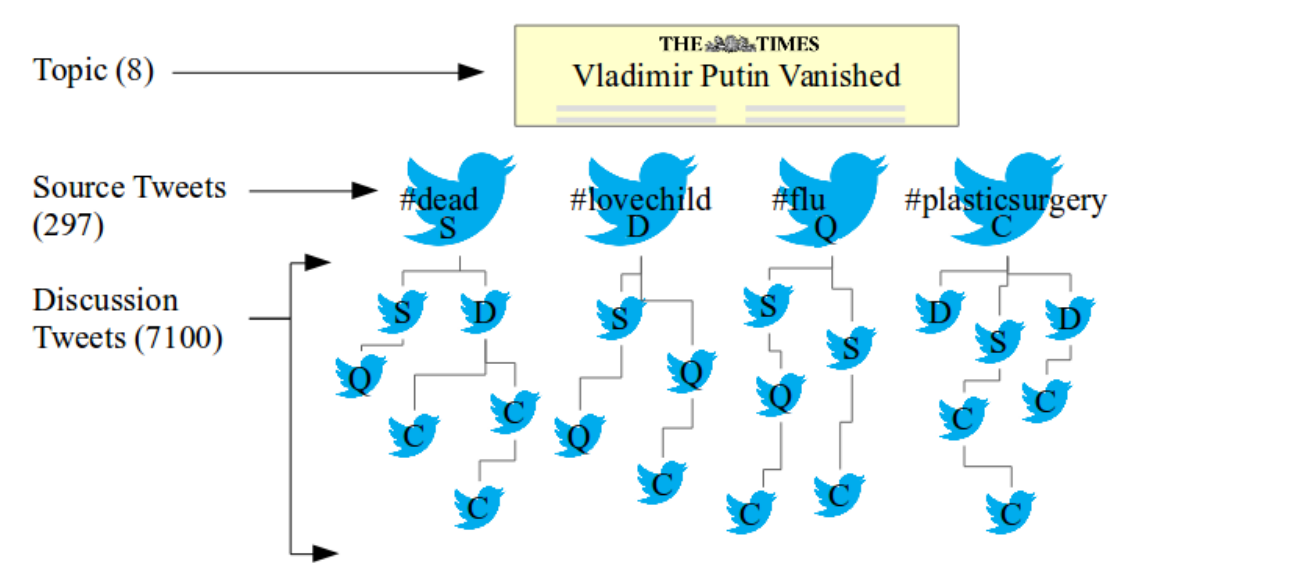 Topic (8)
THE TIMES
Vladimir Putin Vanished
Source Tweets
(297)
#dead
S
#lovechild
D
#flu
Q
#plasticsurgery
C
Discussion
Tweets (7100)
S
D
Q
C
C
C
S
Q
Q
C
S
S
Q
C
C
D
S
D
C
C
C